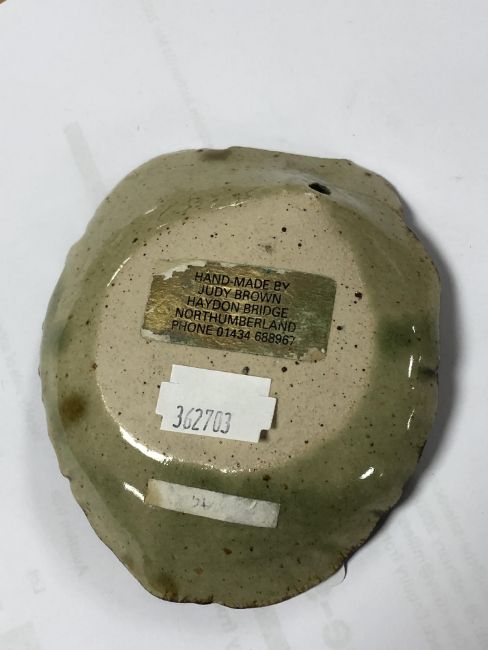 HAND-MADE BY
JUDY BROWN
HAYDON BRIDGE
NORTHUMBERLAND
PHONE 01434 688967
362703